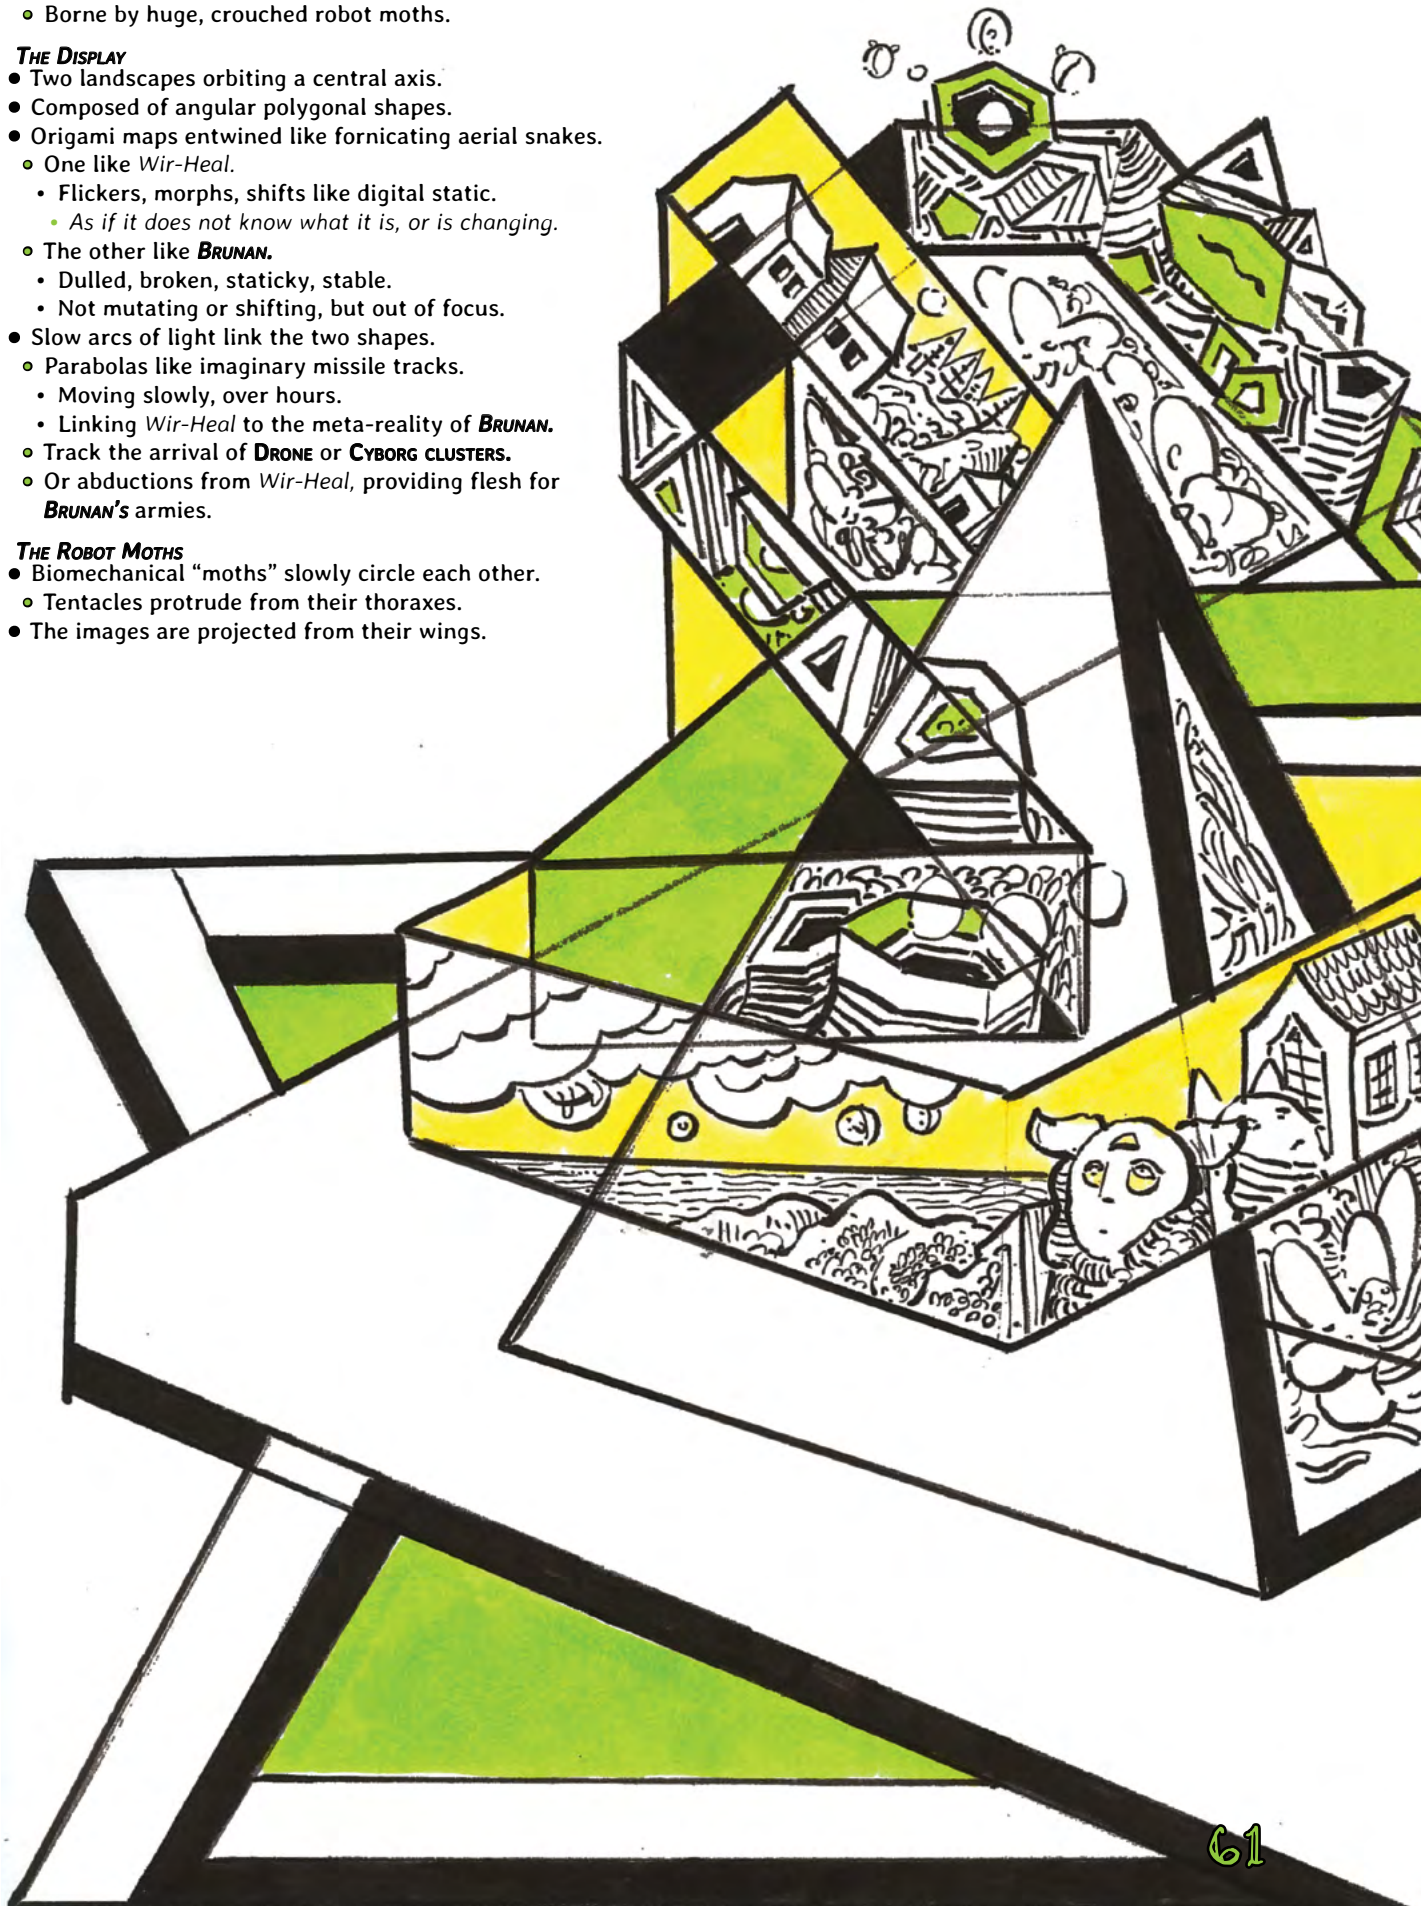 • Borne by huge, crouched robot moths.
The Display
• Two landscapes orbiting a central axis.
• Composed of angular polygonal shapes.
• Origami maps entwined like fornicating aerial snakes.
• One like Wir-Heal.
• Flickers, morphs, shifts like digital static.
• As if it does not know what it is, or is changing.
• The other like Brunan.
• Dulled, broken, staticky, stable.
• Not mutating or shifting, but out of focus.
• Slow arcs of light link the two shapes.
• Parabolas like imaginary missile tracks.
• Moving slowly, over hours.
• Linking Wir-Heal to the meta-reality of Brunan.
• Track the arrival of Drone or Cyborg clusters.
• Or abductions from Wir-Heal, providing flesh for
Brunan's armies.
The Robot Moths
• Biomechanical “moths” slowly circle each other.
• Tentacles protrude from their thoraxes.
• The images are projected from their wings.
61